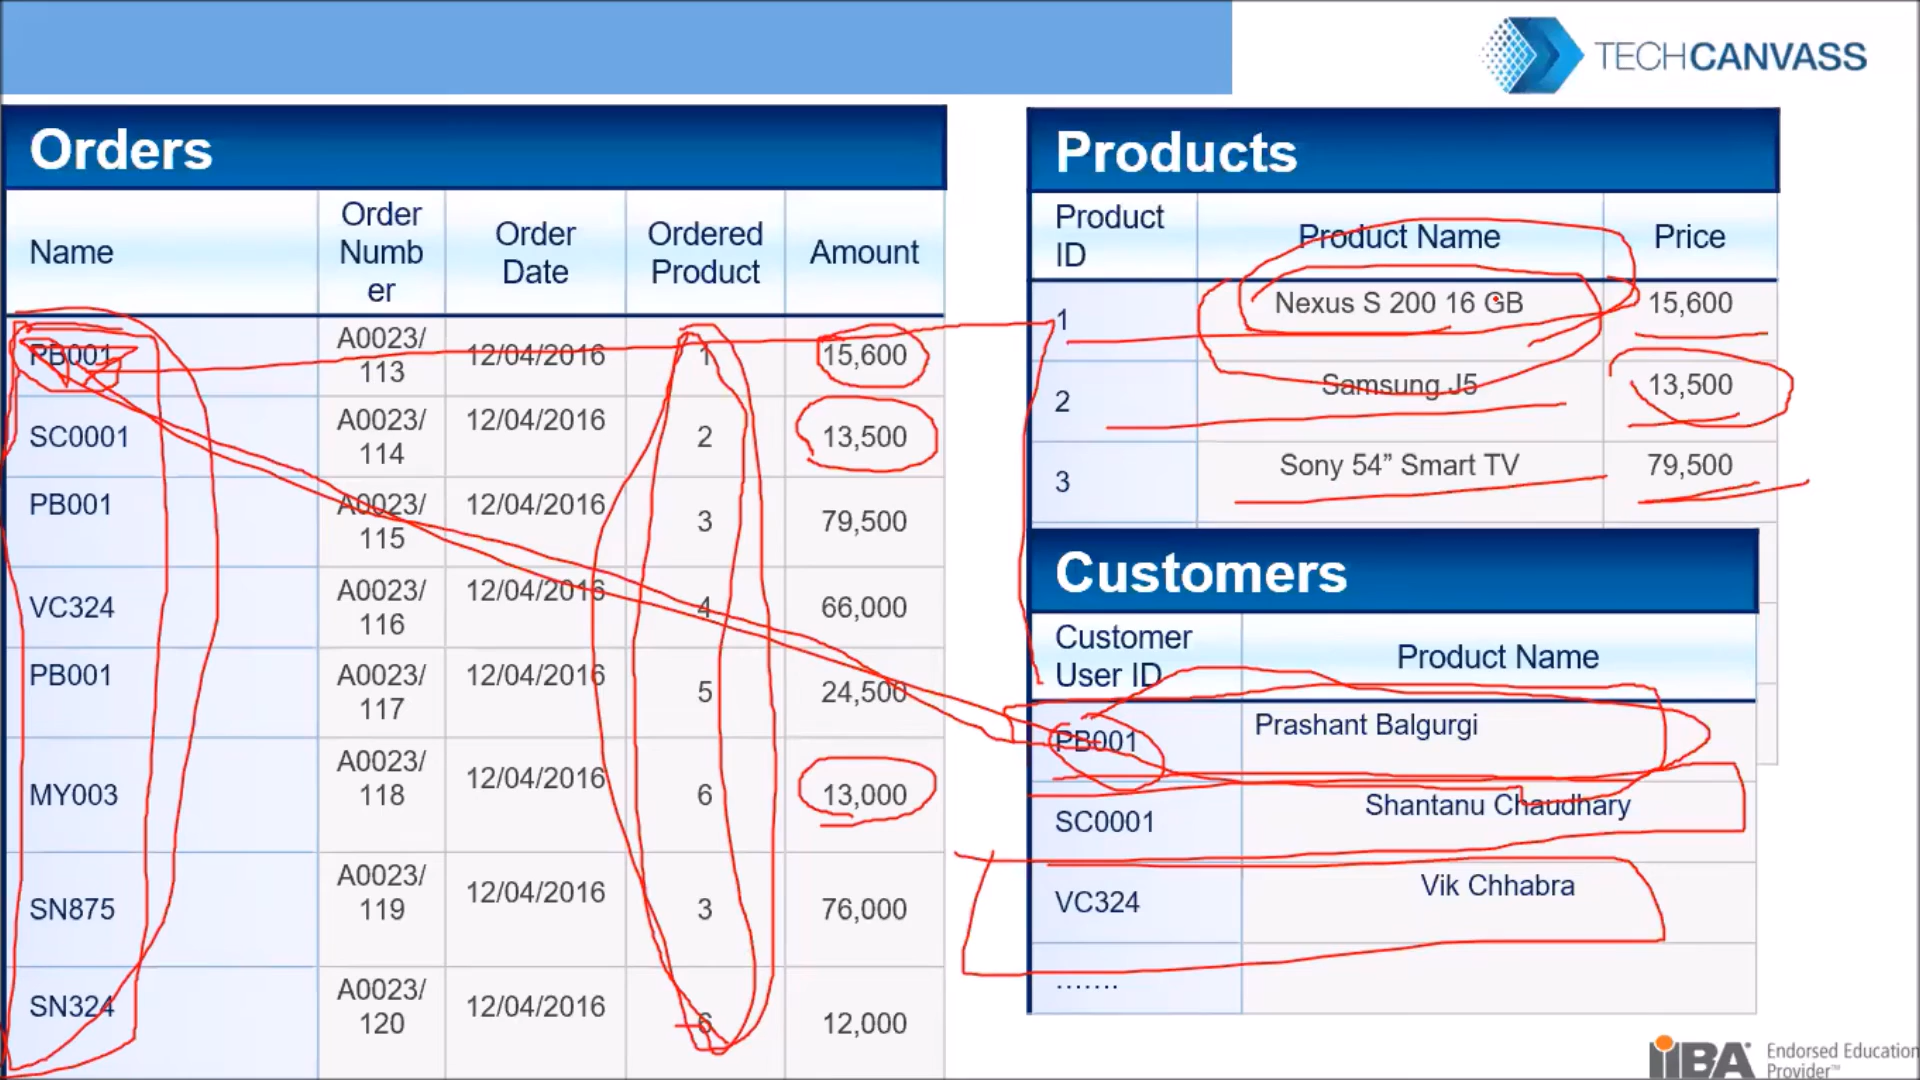 TECHCANVASS
Orders
Name
Order
Numb
er
Order
Date
Ordered
Product
Amount
PB001
A0023/
113
12/04/2016
1
15,600
SC0001
A0023/
114
12/04/2016
2
13,500
PB001
A0023/
115
12/04/2016
3
79,500
VC324
A0023/
116
12/04/2016
4
66,000
PB001
A0023/
117
12/04/2016
5
24,500
MY003
A0023/
118
12/04/2016
6
13,000
SN875
A0023/
119
12/04/2016
3
76,000
SN324
A0023/
120
12/04/2016
6
12,000
Products
Product
ID
Product Name
Price
1
Nexus S 200 16 GB
15,600
2
Samsung J5
13,500
3
Sony 54” Smart TV
79,500
Customers
Customer
User ID
Product Name
PB001
Prashant Balgurgi
SC0001
Shantanu Chaudhary
VC324
Vik Chhabra
.......
IIBA
Endorsed Education
Provider™